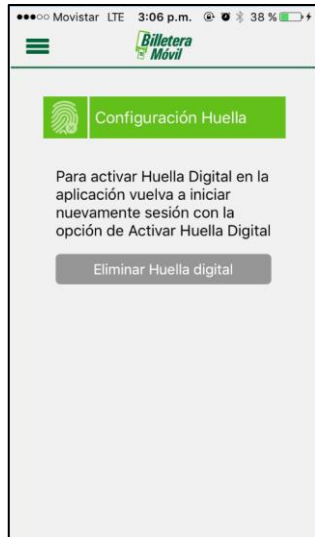 Movistar LTE 3:06 p.m. 38 %
Billetera
Móvil
Configuración Huella
Para activar Huella Digital en la
aplicación vuelva a iniciar
nuevamente sesión con la
opción de Activar Huella Digital
Eliminar Huella digital